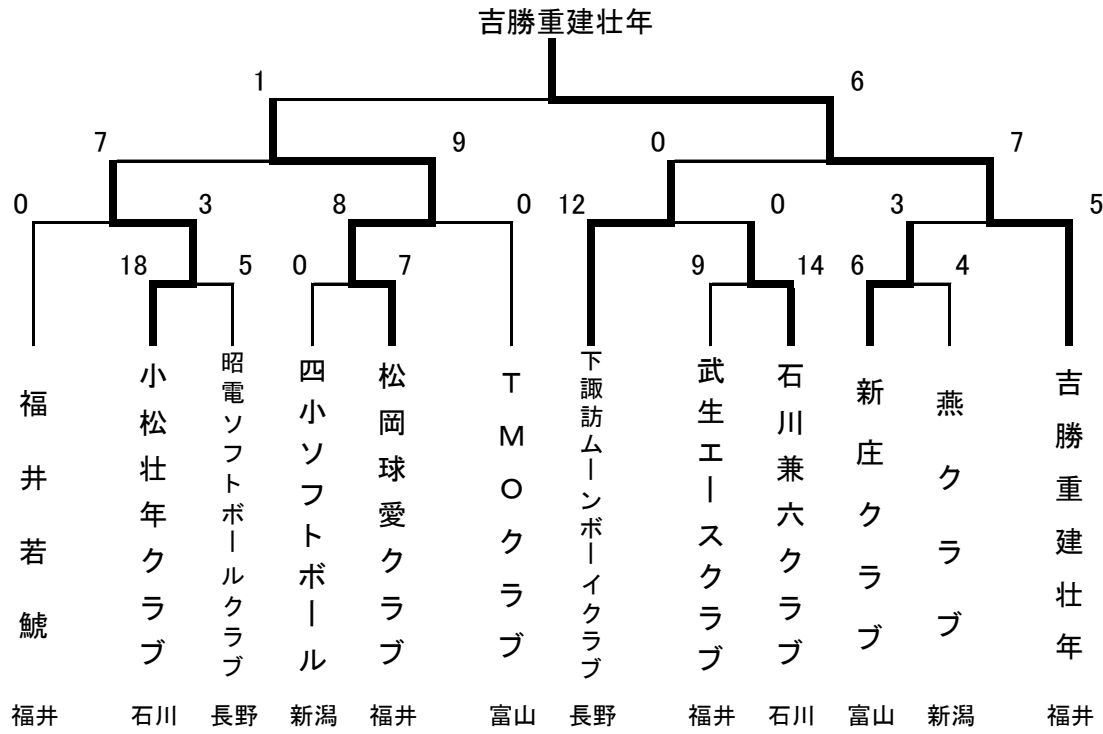 吉勝重建壮年
1 6
7 9 0 7
0 3 8 0 12 0 3 5
18 5 0 7 9 14 6 4
福井若鯱
小松壮年クラブ
昭電ソフトボールクラブ
四小ソフトボール
松岡球愛クラブ
TMOクラブ
下諏訪ムーンボーイクラブ
武生エースクラブ
石川兼六クラブ
新庄クラブ
燕クラブ
吉勝重建壮年
福井 石川 長野 新潟 福井 富山 長野 福井 石川 富山 新潟 福井